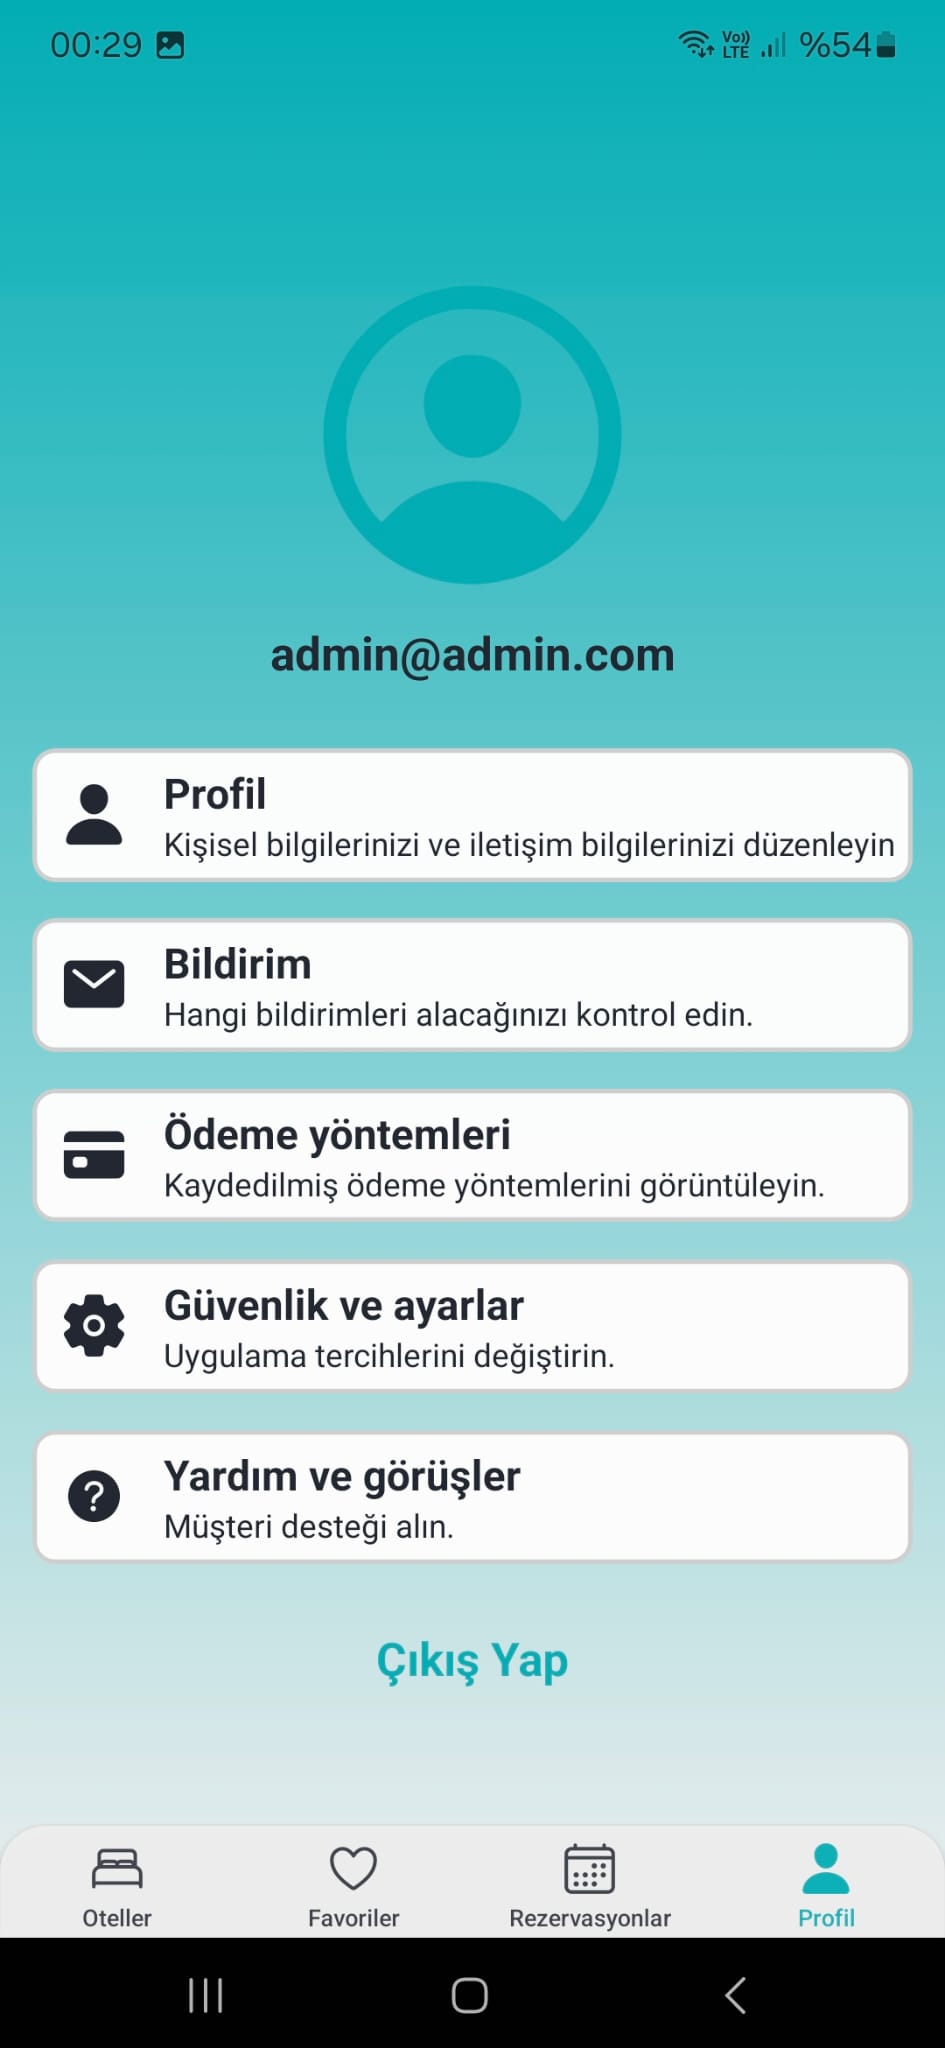 00:29
Vo)) LTE %54
admin@admin.com
Profil
Kişisel bilgilerinizi ve iletişim bilgilerinizi düzenleyin
Bildirim
Hangi bildirimleri alacağınızı kontrol edin.
Ödeme yöntemleri
Kaydedilmiş ödeme yöntemlerini görüntüleyin.
Güvenlik ve ayarlar
Uygulama tercihlerini değiştirin.
Yardım ve görüşler
Müşteri desteği alın.
Çıkış Yap
Oteller Favoriler Rezervasyonlar Profil